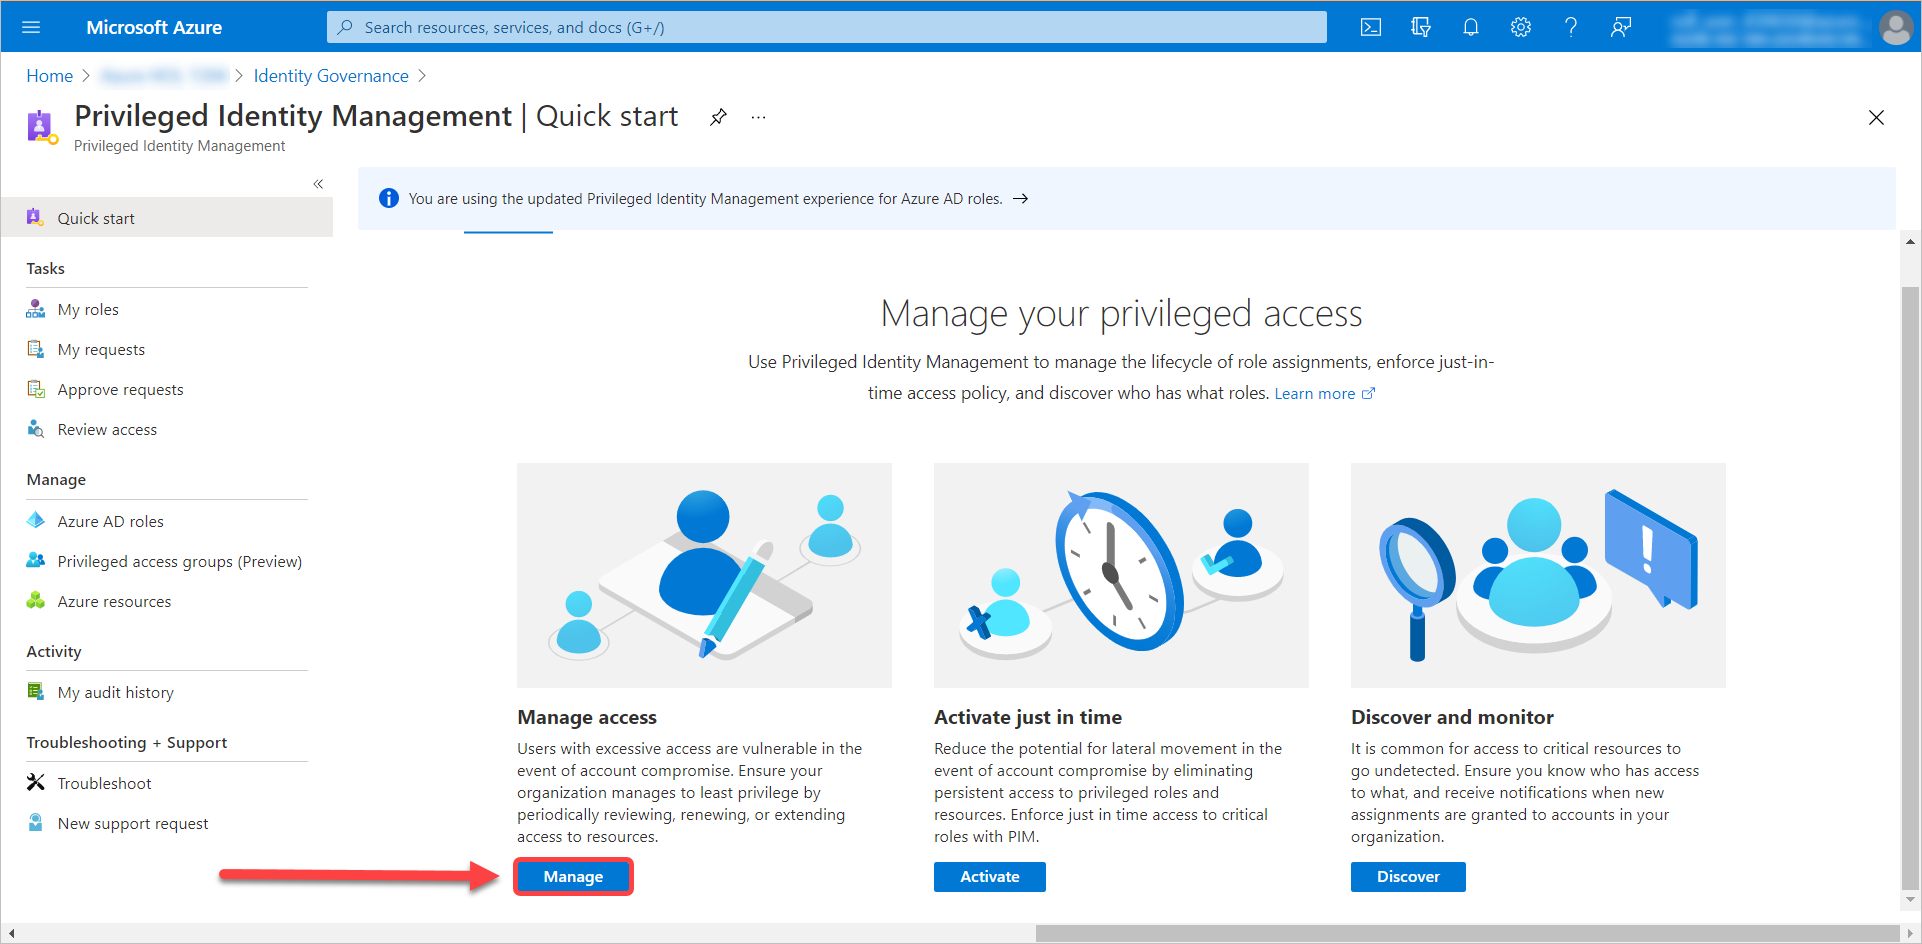 Microsoft Azure
Search resources, services, and docs (G+/)
Home
Identity Governance
Privileged Identity Management | Quick start
Privileged Identity Management
Quick start
Tasks
My roles
My requests
Approve requests
Review access
Manage
Azure AD roles
Privileged access groups (Preview)
Azure resources
Activity
My audit history
Troubleshooting + Support
Troubleshoot
New support request
You are using the updated Privileged Identity Management experience for Azure AD roles.
Manage your privileged access
Use Privileged Identity Management to manage the lifecycle of role assignments, enforce just-in-
time access policy, and discover who has what roles. Learn more
Manage access
Users with excessive access are vulnerable in the
event of account compromise. Ensure your
organization manages to least privilege by
periodically reviewing, renewing, or extending
access to resources.
Manage
Activate just in time
Reduce the potential for lateral movement in the
event of account compromise by eliminating
persistent access to privileged roles and
resources. Enforce just in time access to critical
roles with PIM.
Activate
Discover and monitor
It is common for access to critical resources to
go undetected. Ensure you know who has access
to what, and receive notifications when new
assignments are granted to accounts in your
organization.
Discover